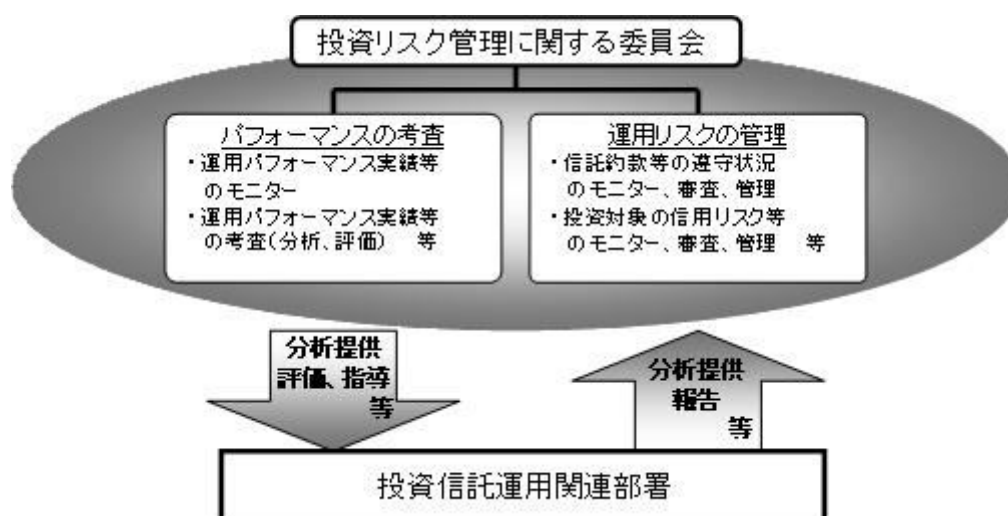 投資リスク管理に関する委員会
パフォーマンスの考査
・運用パフォーマンス実績等
のモニター
・運用パフォーマンス実績等
の考査(分析、評価) 等
運用リスクの管理
・信託約款等の遵守状況
のモニター、審査、管理
・投資対象の信用リスク等
のモニター、審査、管理 等
分析提供
評価、指導
等
分析提供
報告
等
投資信託運用関連部署